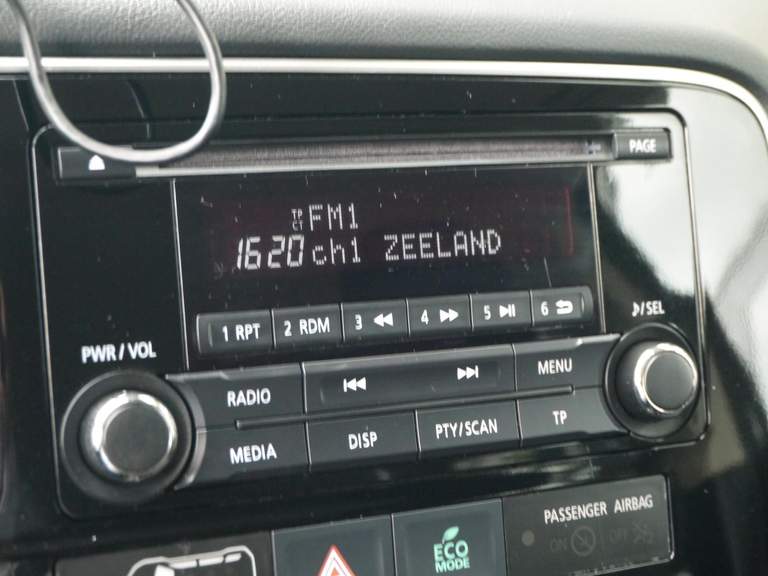 PAGE
TP
CT
FM1
1620 ch1 ZEELAND
1 RPT 2 RDM 3 4 5 6
PWR / VOL
♪/SEL
RADIO MENU
MEDIA DISP PTY/SCAN TP
PASSENGER AIRBAG
ON OFF
ECO
MODE